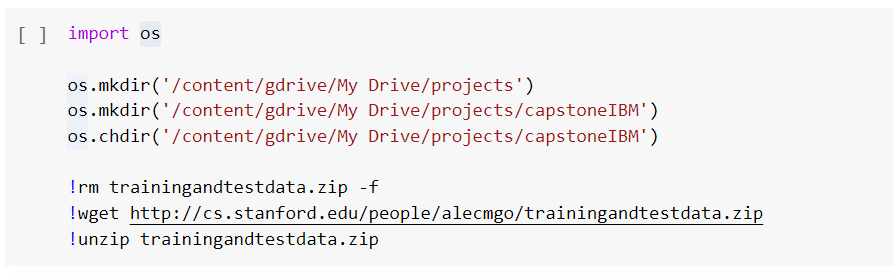 [ ] import os
os.mkdir('/content/gdrive/My Drive/projects')
os.mkdir('/content/gdrive/My Drive/projects/capstoneIBM')
os.chdir('/content/gdrive/My Drive/projects/capstoneIBM')
!rm trainingandtestdata.zip -f
!wget http://cs.stanford.edu/people/alecmgo/trainingandtestdata.zip
!unzip trainingandtestdata.zip